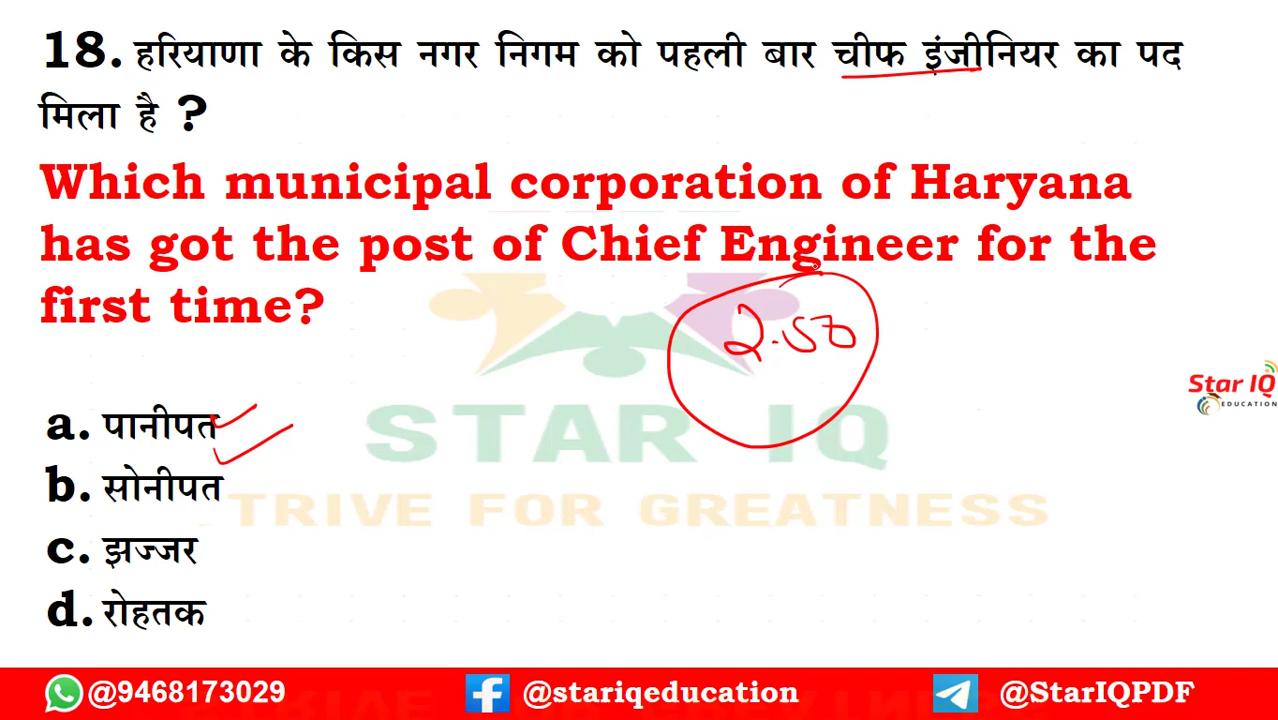 18. हरियाणा के किस नगर निगम को पहली बार चीफ इंजीनियर का पद
मिला है ?
Which municipal corporation of Haryana
has got the post of Chief Engineer for the
first time?
2.50
a. पानीपत
b. सोनीपत
c. झज्जर
d. रोहतक
Star IQ
EDUCATION
STAR IQ
TRIVE FOR GREATNESS
@9468173029
@stariqeducation
@StarIQPDF